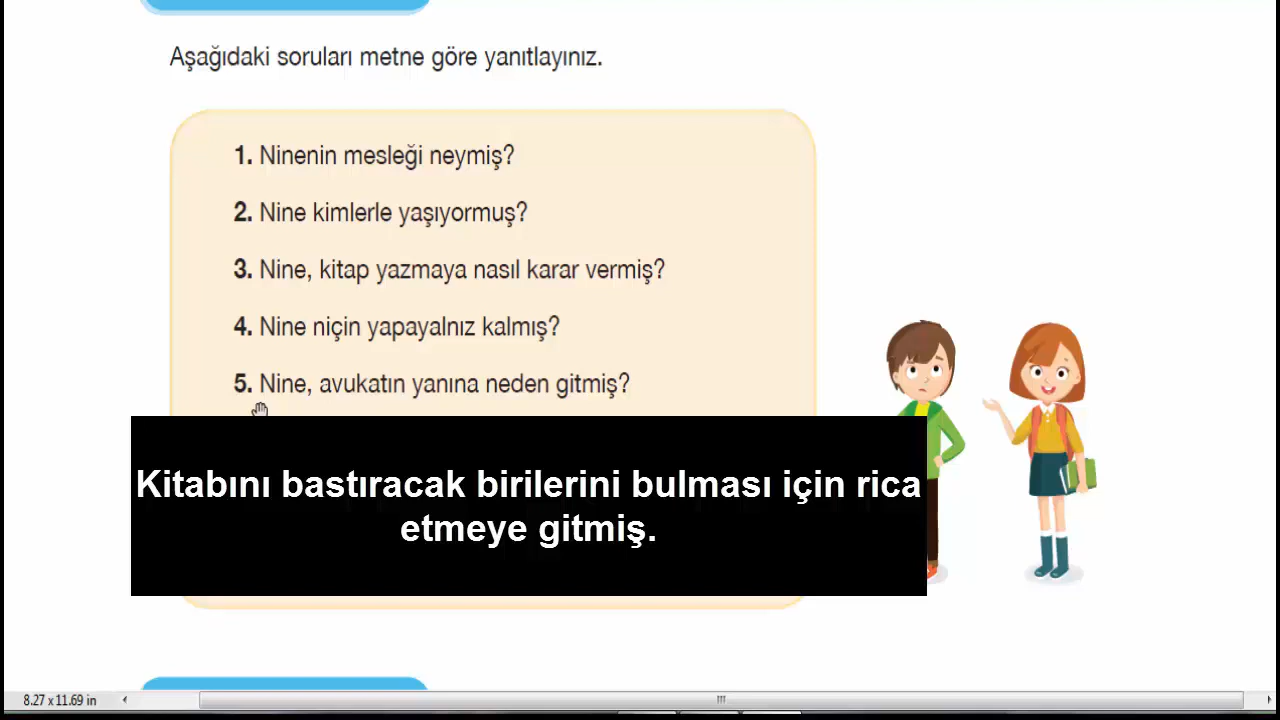 Aşağıdaki soruları metne göre yanıtlayınız.
1. Ninenin mesleği neymiş?
2. Nine kimlerle yaşıyormuş?
3. Nine, kitap yazmaya nasıl karar vermiş?
4. Nine niçin yapayalnız kalmış?
5. Nine, avukatın yanına neden gitmiş?
Kitabını bastıracak birilerini bulması için rica
etmeye gitmiş.
8.27 x 11.69 in